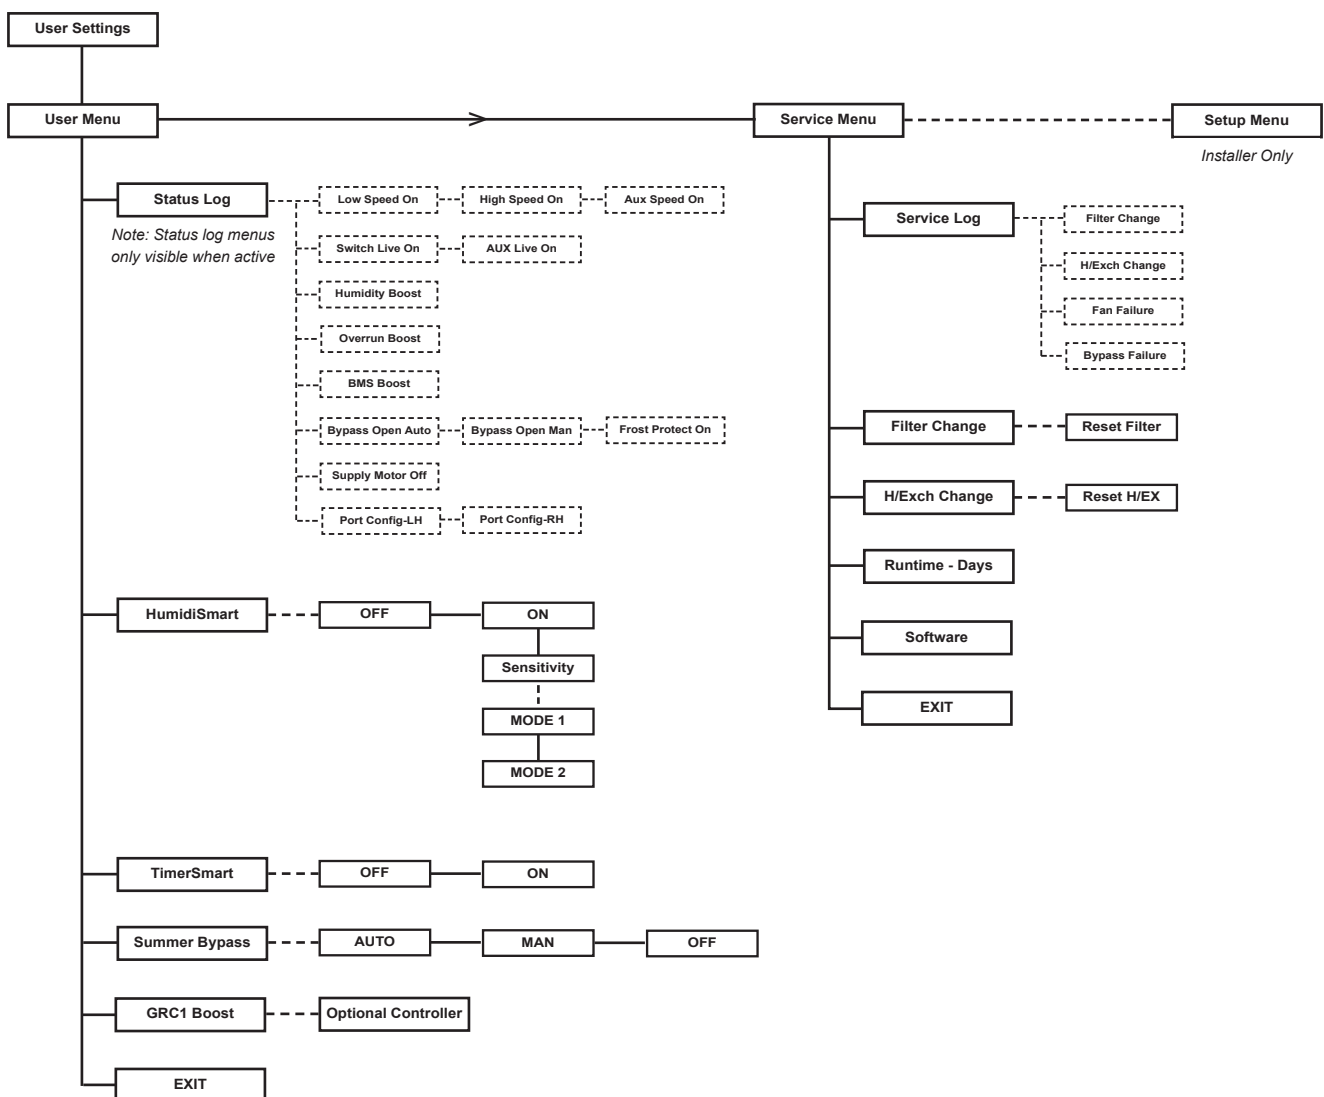 User Settings
User Menu
Service Menu
Setup Menu
Installer Only
Status Log
Note: Status log menus
only visible when active
Low Speed On
High Speed On
Aux Speed On
Switch Live On
AUX Live On
Humidity Boost
Overrun Boost
BMS Boost
Bypass Open Auto
Bypass Open Man
Frost Protect On
Supply Motor Off
Port Config-LH
Port Config-RH
HumidiSmart
OFF
ON
Sensitivity
MODE 1
MODE 2
TimerSmart
OFF
ON
Summer Bypass
AUTO
MAN
OFF
GRC1 Boost
Optional Controller
EXIT
Service Log
Filter Change
H/Exch Change
Fan Failure
Bypass Failure
Filter Change
Reset Filter
H/Exch Change
Reset H/EX
Runtime - Days
Software
EXIT